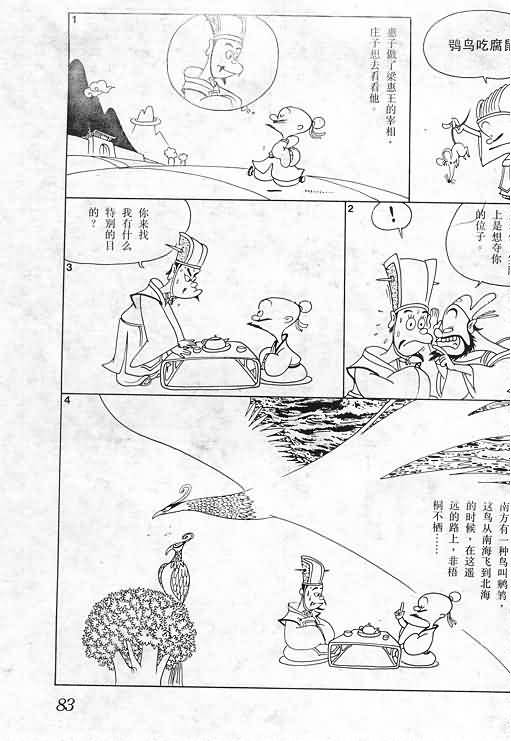 鸮鸟吃腐鼠
1
惠子做了梁惠王的宰相，
庄子想去看看他。
2
！
上是想夺你
的位子。
3
你来找
我有什么
特别的日
的？
4
南方有一种鸟叫鹓鶵，
这鸟从南海飞到北海
的时候，在这遥
远的路上，非梧
桐不栖……
83